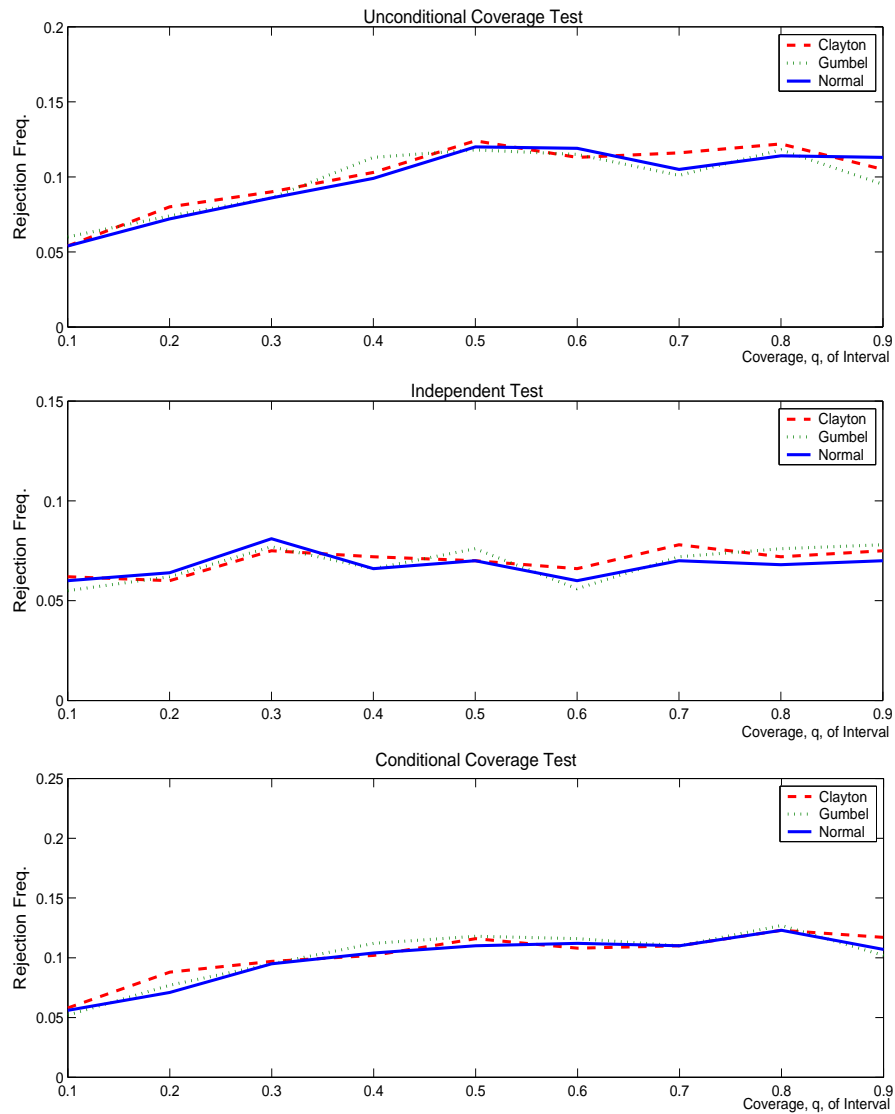 Unconditional Coverage Test
0.2
0.15
0.1
0.05
0
Rejection Freq.
Clayton
Gumbel
Normal
0.1 0.2 0.3 0.4 0.5 0.6 0.7 0.8 0.9
Coverage, q, of Interval
Independent Test
0.15
0.1
0.05
0
Rejection Freq.
Clayton
Gumbel
Normal
0.1 0.2 0.3 0.4 0.5 0.6 0.7 0.8 0.9
Coverage, q, of Interval
Conditional Coverage Test
0.25
0.2
0.15
0.1
0.05
0
Rejection Freq.
Clayton
Gumbel
Normal
0.1 0.2 0.3 0.4 0.5 0.6 0.7 0.8 0.9
Coverage, q, of Interval